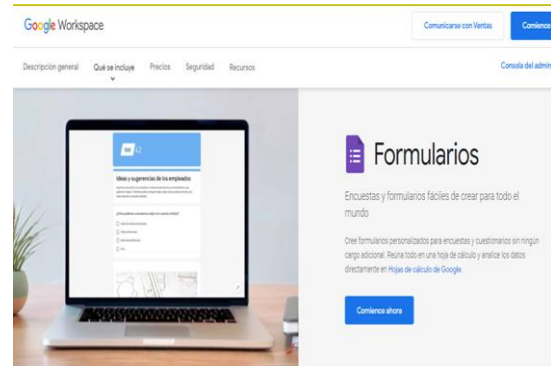 Google Workspace
Comunicarse con Ventas
Comience
Descripción general
Qué se incluye
Precios
Seguridad
Recursos
Consola del admin
Ideas y sugerencias de los empleados
Formularios
Encuestas y formularios fáciles de crear para todo el
mundo
Cree formularios personalizados para encuestas y cuestionarios sin ningún
cargo adicional. Reúna todo en una hoja de cálculo y analice los datos
directamente en Hojas de cálculo de Google.
Comience ahora